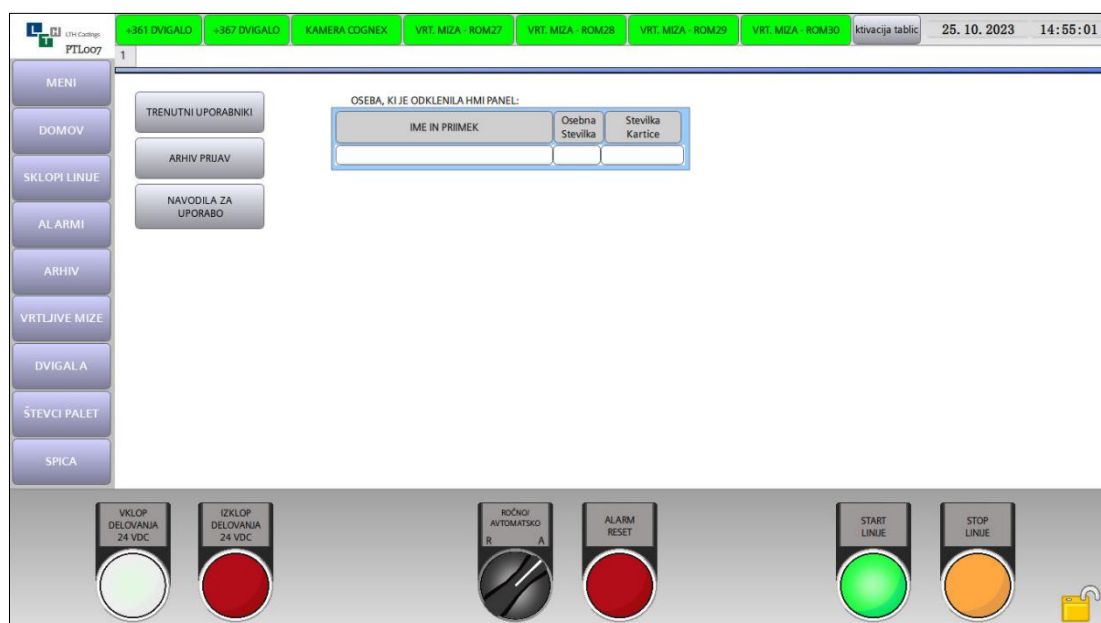 LTH Castings
PTL007
+361 DVIGALO
+367 DVIGALO
KAMERA COGNEX
VRT. MIZA - ROM27
VRT. MIZA - ROM28
VRT. MIZA - ROM29
VRT. MIZA - ROM30
ktivacija tablic
25. 10. 2023
14:55:01
1
MENI
DOMOV
SKLOPI LINIJE
ALARMI
ARHIV
VRTLJIVE MIZE
DVIGALA
ŠTEVCI PALET
SPICA
TRENUTNI UPORABNIKI
ARHIV PRIJAV
NAVODILA ZA
UPORABO
OSEBA, KI JE ODKLENILA HMI PANEL:
IME IN PRIIMEK
Osebna
Stevilka
Stevilka
Kartice
VKLOP
DELOVANJA
24 VDC
IZKLOP
DELOVANJA
24 VDC
ROČNO/
AVTOMATSKO
R A
ALARM
RESET
START
LINIJE
STOP
LINIJE